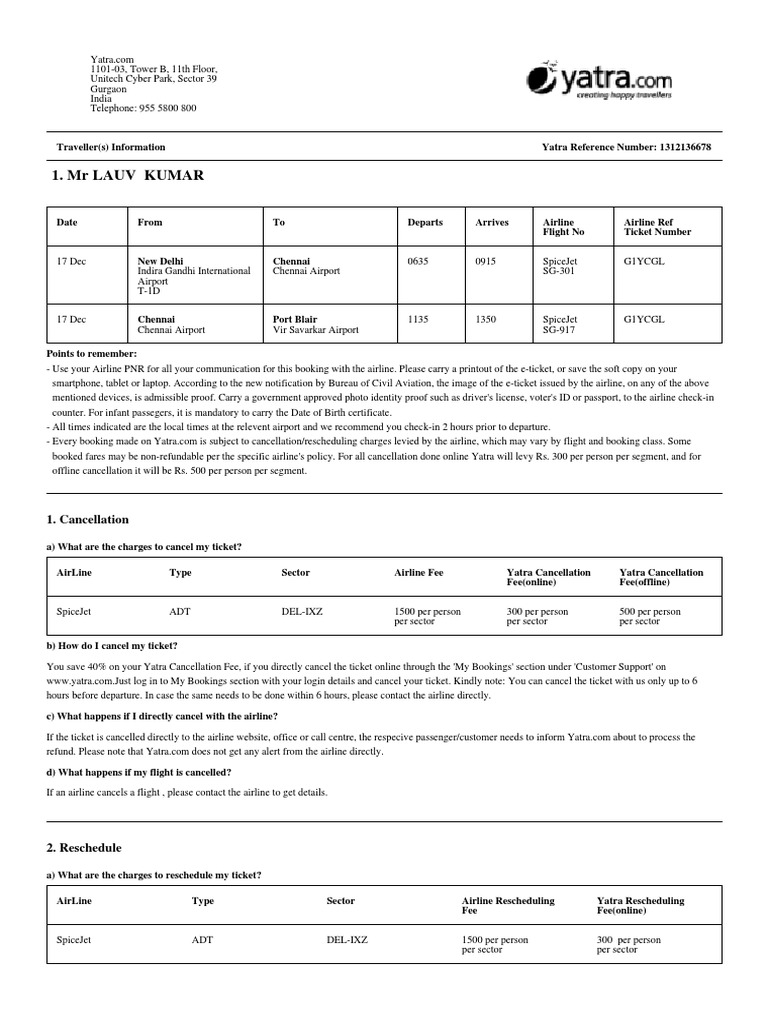 Yatra.com
1101-03, Tower B, 11th Floor,
Unitech Cyber Park, Sector 39
Gurgaon
India
Telephone: 955 5800 800
yatra.com
creating happy travellers
Traveller(s) Information Yatra Reference Number: 1312136678
1. Mr LAUV KUMAR
Date From To Departs Arrives Airline Flight No Airline Ref Ticket Number
17 Dec New Delhi Indira Gandhi International Airport T-1D Chennai Chennai Airport 0635 0915 SpiceJet SG-301 G1YCGL
17 Dec Chennai Chennai Airport Port Blair Vir Savarkar Airport 1135 1350 SpiceJet SG-917 G1YCGL
Points to remember:
- Use your Airline PNR for all your communication for this booking with the airline. Please carry a printout of the e-ticket, or save the soft copy on your
smartphone, tablet or laptop. According to the new notification by Bureau of Civil Aviation, the image of the e-ticket issued by the airline, on any of the above
mentioned devices, is admissible proof. Carry a government approved photo identity proof such as driver's license, voter's ID or passport, to the airline check-in
counter. For infant passegers, it is mandatory to carry the Date of Birth certificate.
- All times indicated are the local times at the relevent airport and we recommend you check-in 2 hours prior to departure.
- Every booking made on Yatra.com is subject to cancellation/rescheduling charges levied by the airline, which may vary by flight and booking class. Some
booked fares may be non-refundable per the specific airline's policy. For all cancellation done online Yatra will levy Rs. 300 per person per segment, and for
offline cancellation it will be Rs. 500 per person per segment.
1. Cancellation
a) What are the charges to cancel my ticket?
AirLine Type Sector Airline Fee Yatra Cancellation Fee(online) Yatra Cancellation Fee(offline)
SpiceJet ADT DEL-IXZ 1500 per person per sector 300 per person per sector 500 per person per sector
b) How do I cancel my ticket?
You save 40% on your Yatra Cancellation Fee, if you directly cancel the ticket online through the 'My Bookings' section under 'Customer Support' on
www.yatra.com.Just log in to My Bookings section with your login details and cancel your ticket. Kindly note: You can cancel the ticket with us only up to 6
hours before departure. In case the same needs to be done within 6 hours, please contact the airline directly.
c) What happens if I directly cancel with the airline?
If the ticket is cancelled directly to the airline website, office or call centre, the respecive passenger/customer needs to inform Yatra.com about to process the
refund. Please note that Yatra.com does not get any alert from the airline directly.
d) What happens if my flight is cancelled?
If an airline cancels a flight , please contact the airline to get details.
2. Reschedule
a) What are the charges to reschedule my ticket?
AirLine Type Sector Airline Rescheduling Fee Yatra Rescheduling Fee(online)
SpiceJet ADT DEL-IXZ 1500 per person per sector 300 per person per sector